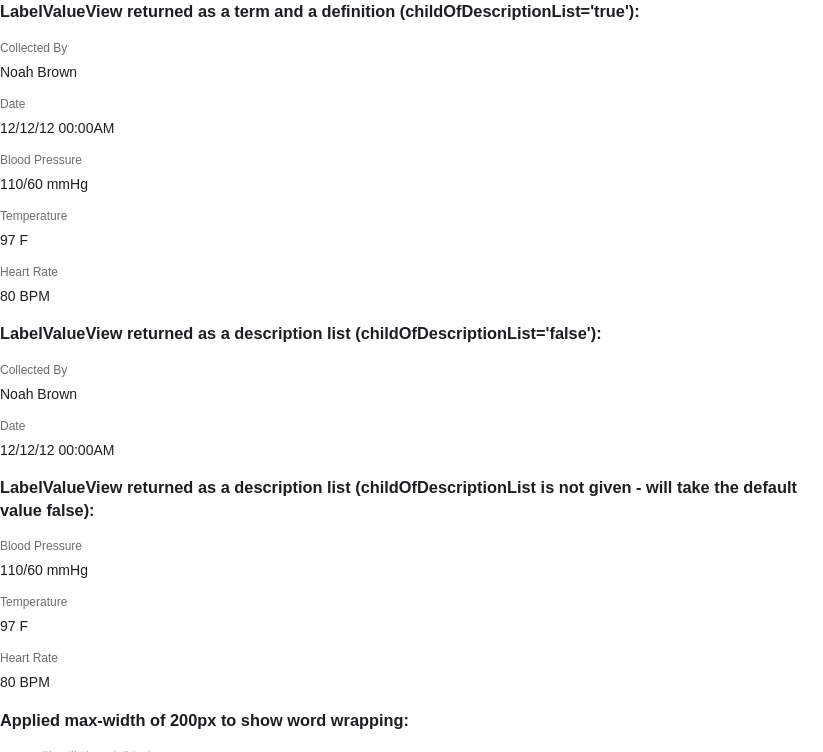 LabelValueView returned as a term and a definition (childOfDescriptionList='true'):
Collected By
Noah Brown
Date
12/12/12 00:00AM
Blood Pressure
110/60 mmHg
Temperature
97 F
Heart Rate
80 BPM
LabelValueView returned as a description list (childOfDescriptionList='false'):
Collected By
Noah Brown
Date
12/12/12 00:00AM
LabelValueView returned as a description list (childOfDescriptionList is not given - will take the default
value false):
Blood Pressure
110/60 mmHg
Temperature
97 F
Heart Rate
80 BPM
Applied max-width of 200px to show word wrapping: